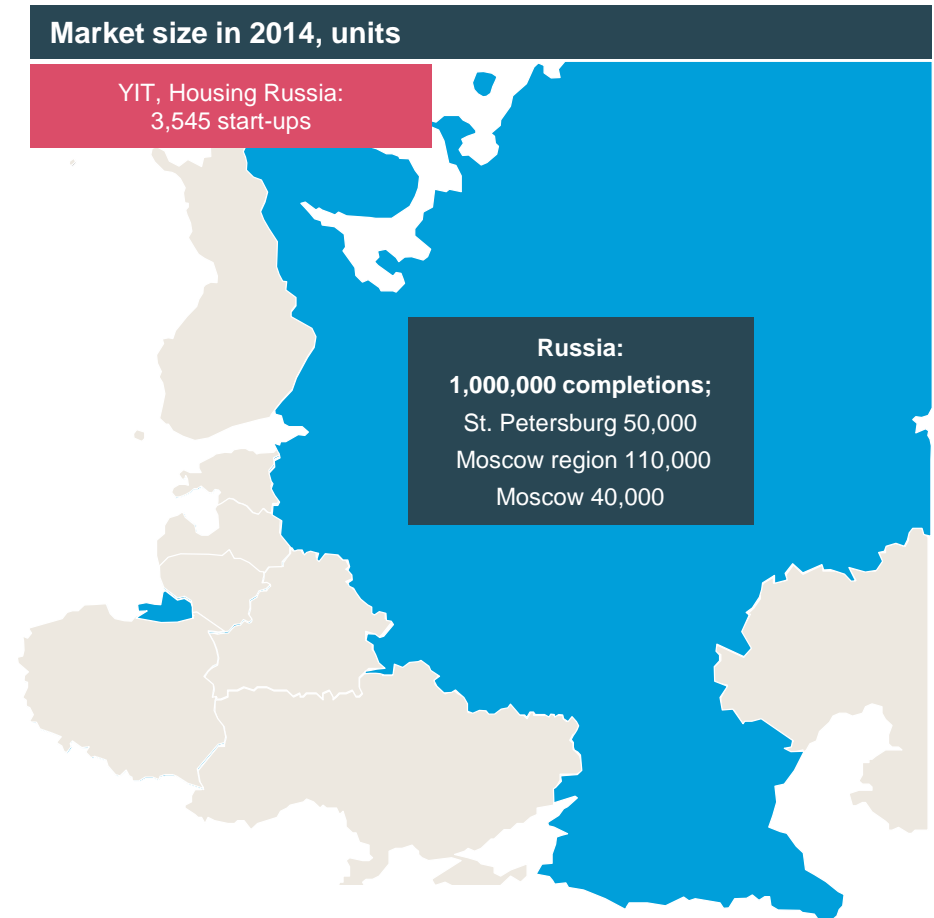 Market size in 2014, units
YIT, Housing Russia:
3,545 start-ups
Russia:
1,000,000 completions;
St. Petersburg 50,000
Moscow region 110,000
Moscow 40,000